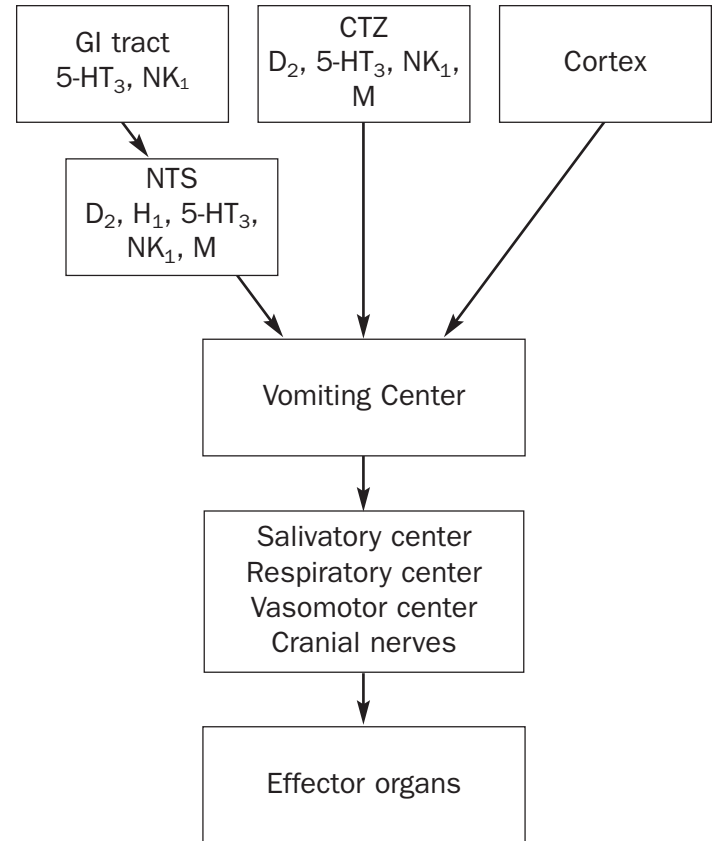 GI tract
5-HT₃, NK₁
CTZ
D₂, 5-HT₃, NK₁,
M
Cortex
NTS
D₂, H₁, 5-HT₃,
NK₁, M
Vomiting Center
Salivatory center
Respiratory center
Vasomotor center
Cranial nerves
Effector organs